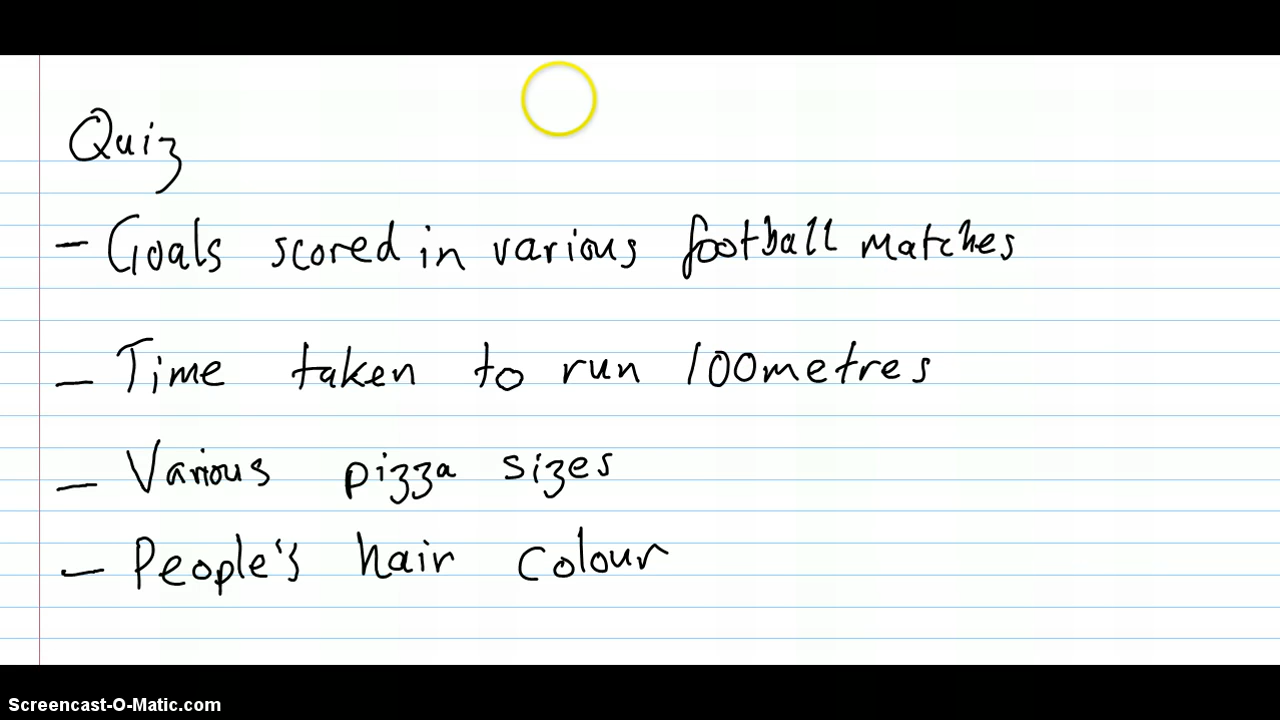 Quiz
- Goals scored in various football matches
- Time taken to run 100metres
- Various pizza sizes
- People's hair colour
Screencast-O-Matic.com